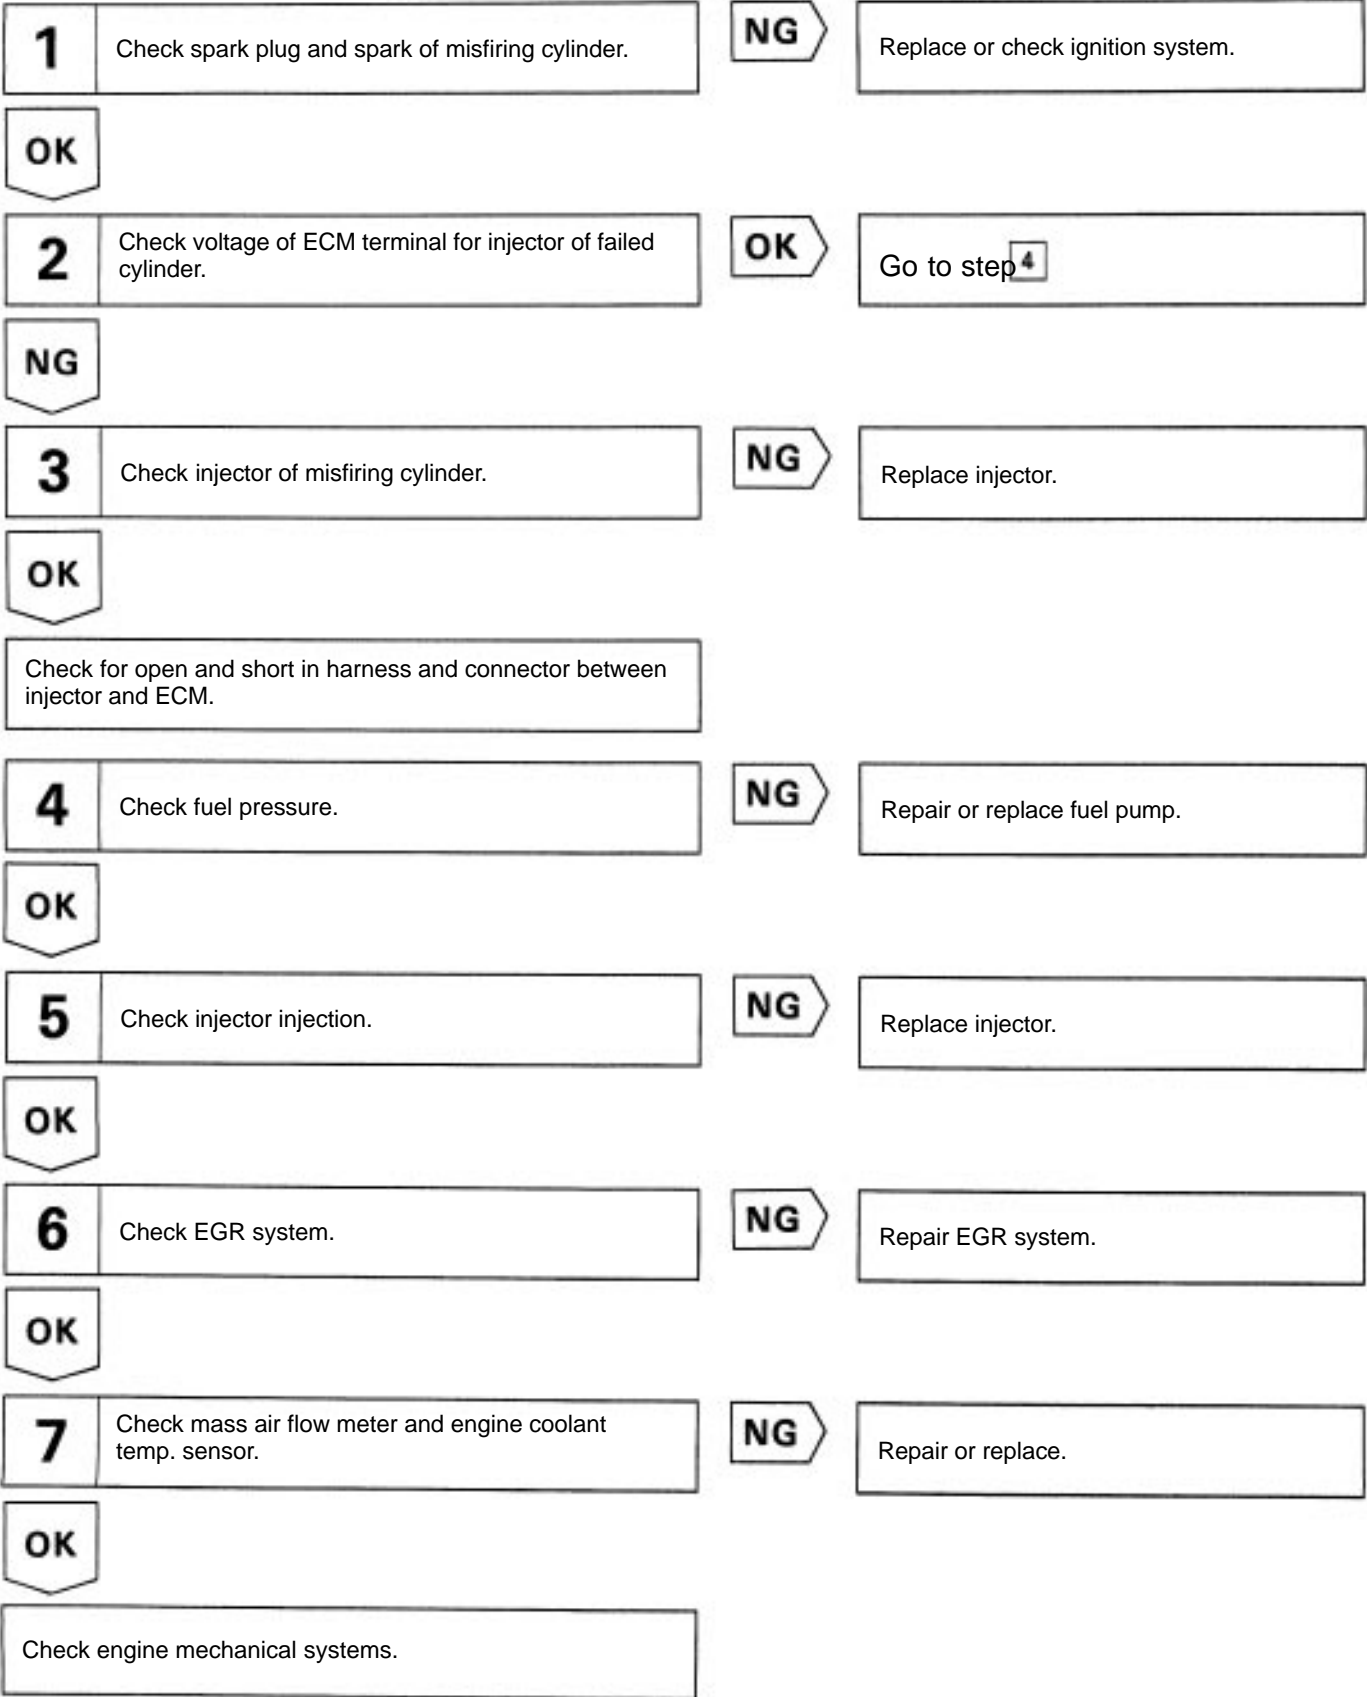 1 Check spark plug and spark of misfiring cylinder. NG Replace or check ignition system.
OK
2 Check voltage of ECM terminal for injector of failed
cylinder.
OK Go to step 4
NG
3 Check injector of misfiring cylinder. NG Replace injector.
OK
Check for open and short in harness and connector between
injector and ECM.
4 Check fuel pressure. NG Repair or replace fuel pump.
OK
5 Check injector injection. NG Replace injector.
OK
6 Check EGR system. NG Repair EGR system.
OK
7 Check mass air flow meter and engine coolant
temp. sensor.
NG Repair or replace.
OK
Check engine mechanical systems.